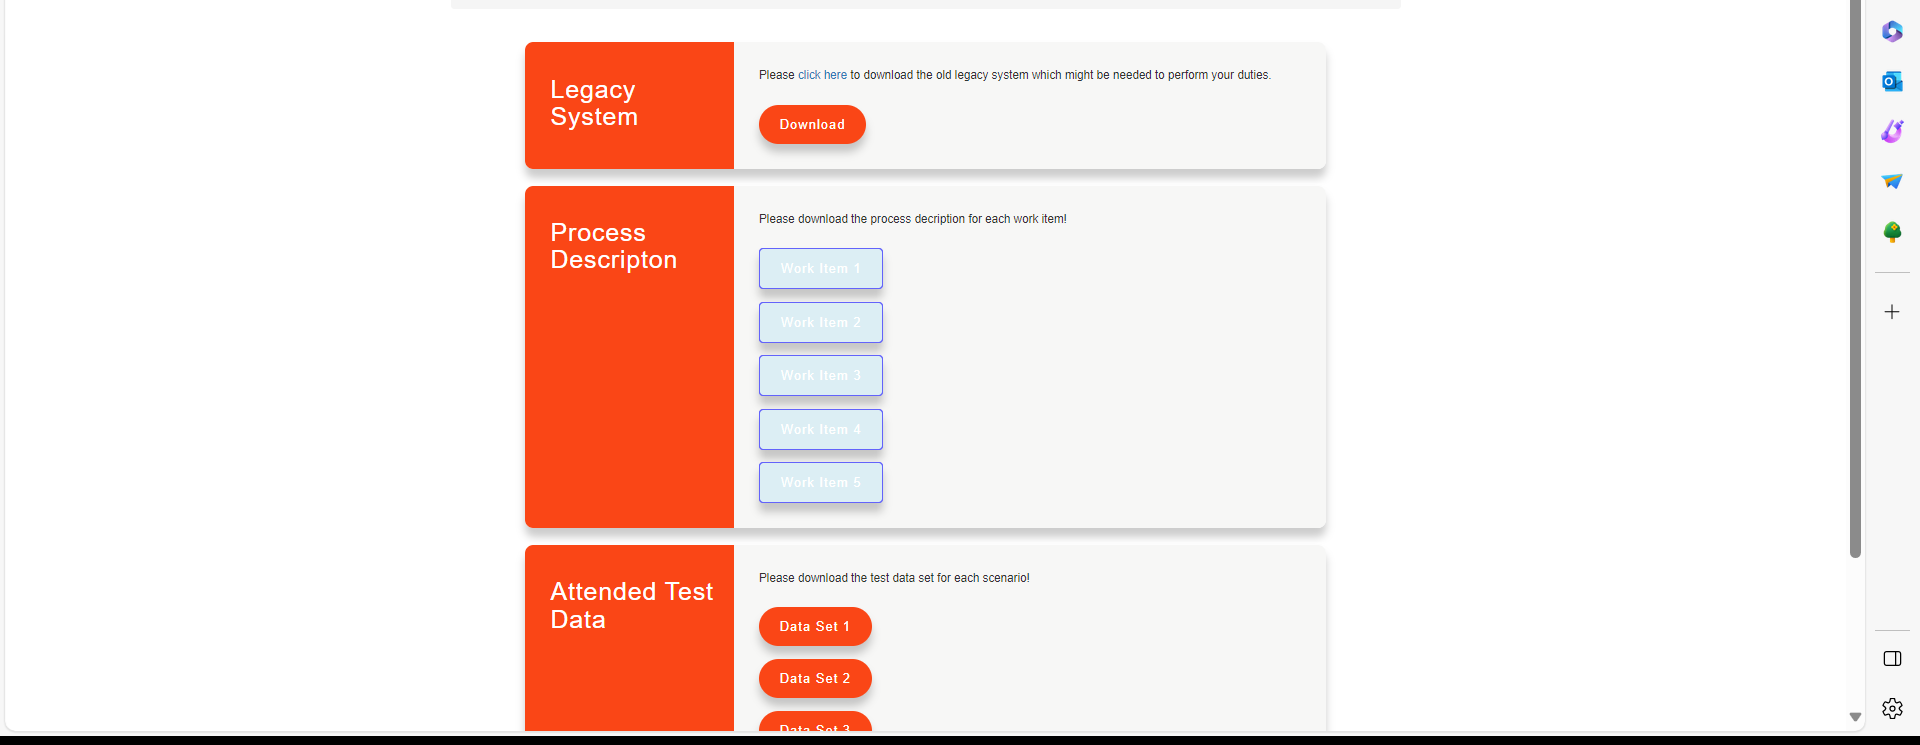 Legacy
System
Please click here to download the old legacy system which might be needed to perform your duties.
Download
Process
Descripton
Please download the process decription for each work item!
Work Item 1
Work Item 2
Work Item 3
Work Item 4
Work Item 5
Attended Test
Data
Please download the test data set for each scenario!
Data Set 1
Data Set 2
Data Set 3